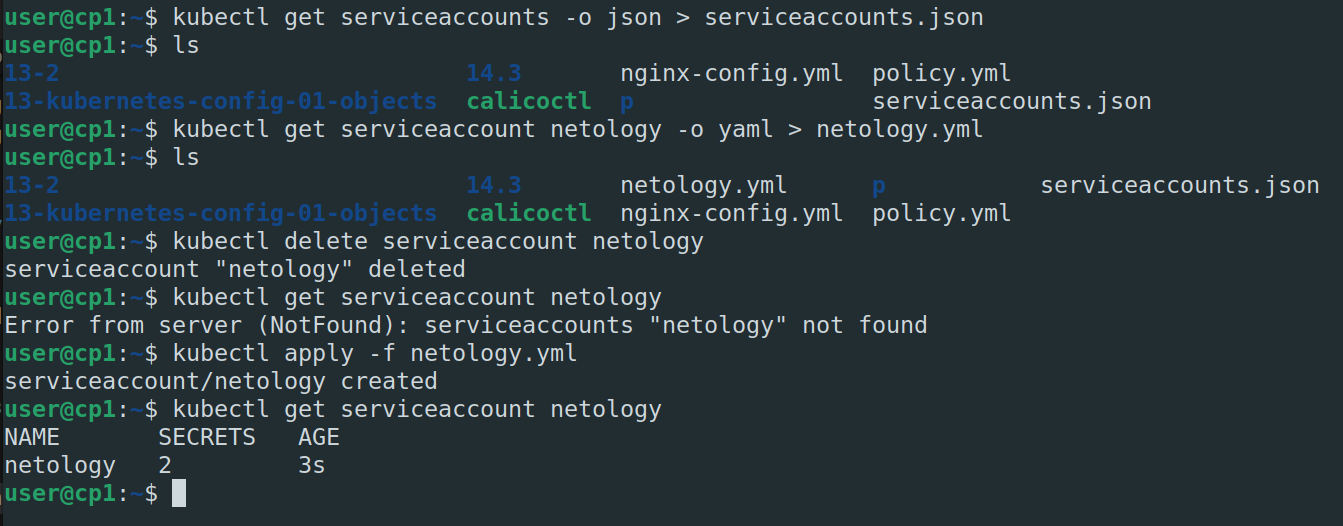 user@cp1:~$ kubectl get serviceaccounts -o json > serviceaccounts.json
user@cp1:~$ ls
13-2                             14.3       nginx-config.yml  policy.yml
13-kubernetes-config-01-objects  calicoctl  p                 serviceaccounts.json
user@cp1:~$ kubectl get serviceaccount netology -o yaml > netology.yml
user@cp1:~$ ls
13-2                             14.3       netology.yml      p           serviceaccounts.json
13-kubernetes-config-01-objects  calicoctl  nginx-config.yml  policy.yml
user@cp1:~$ kubectl delete serviceaccount netology
serviceaccount "netology" deleted
user@cp1:~$ kubectl get serviceaccount netology
Error from server (NotFound): serviceaccounts "netology" not found
user@cp1:~$ kubectl apply -f netology.yml
serviceaccount/netology created
user@cp1:~$ kubectl get serviceaccount netology
NAME       SECRETS   AGE
netology   2         3s
user@cp1:~$